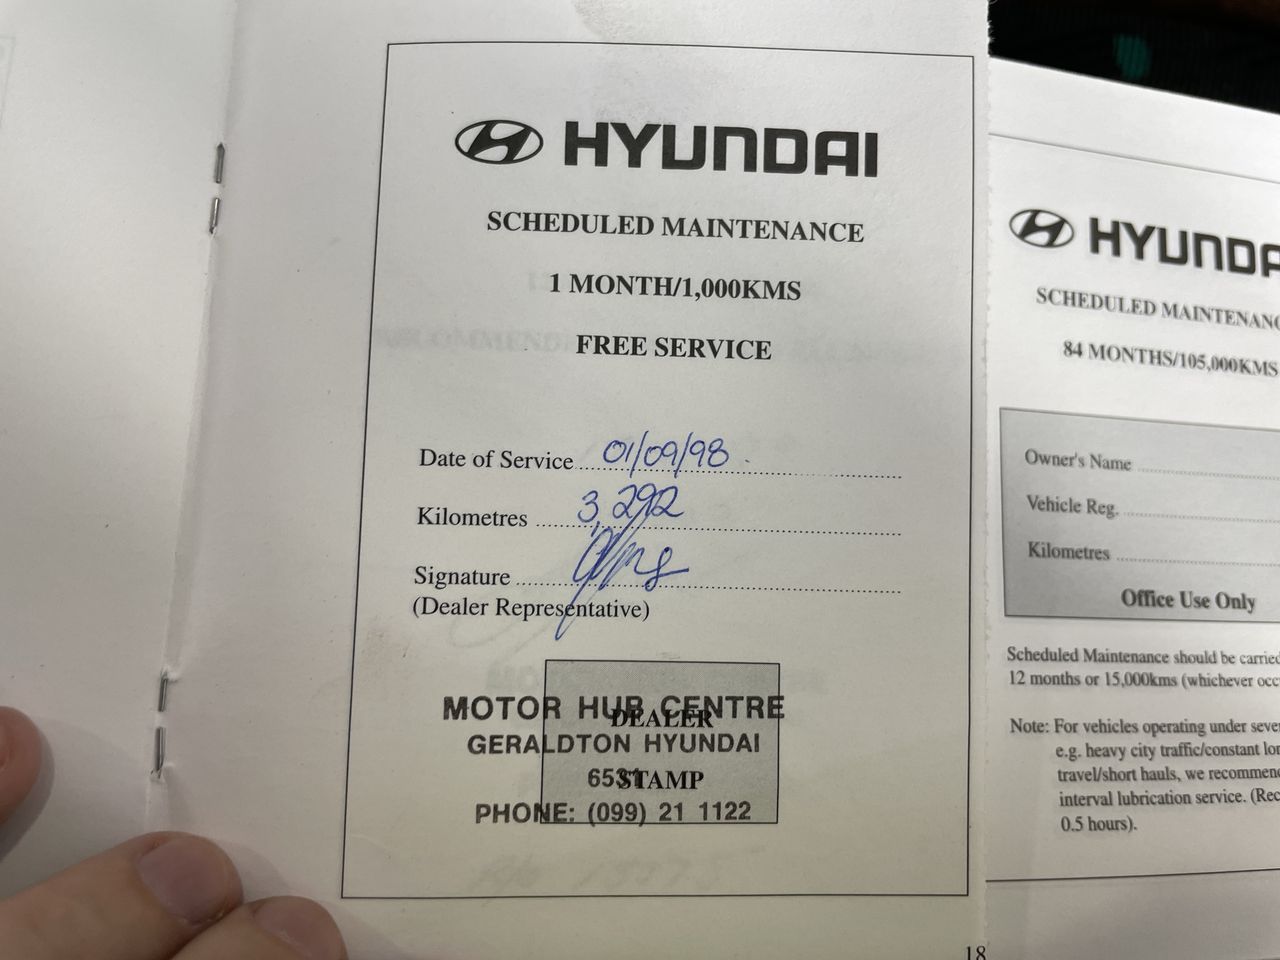 HYUNDAI
SCHEDULED MAINTENANCE
1 MONTH/1,000KMS
FREE SERVICE
Date of Service 01/09/98
Kilometres 3,292
Signature
(Dealer Representative)
MOTOR HUB CENTRE
DEALER
GERALDTON HYUNDAI
6531
STAMP
PHONE: (099) 21 1122
18
HYUNDA
SCHEDULED MAINTENANC
84 MONTHS/105,000KMS
Owner's Name
Vehicle Reg.
Kilometres
Office Use Only
Scheduled Maintenance should be carried
12 months or 15,000kms (whichever occ
Note: For vehicles operating under seve
e.g. heavy city traffic/constant lo
travel/short hauls, we recommen
interval lubrication service. (Rec
0.5 hours).